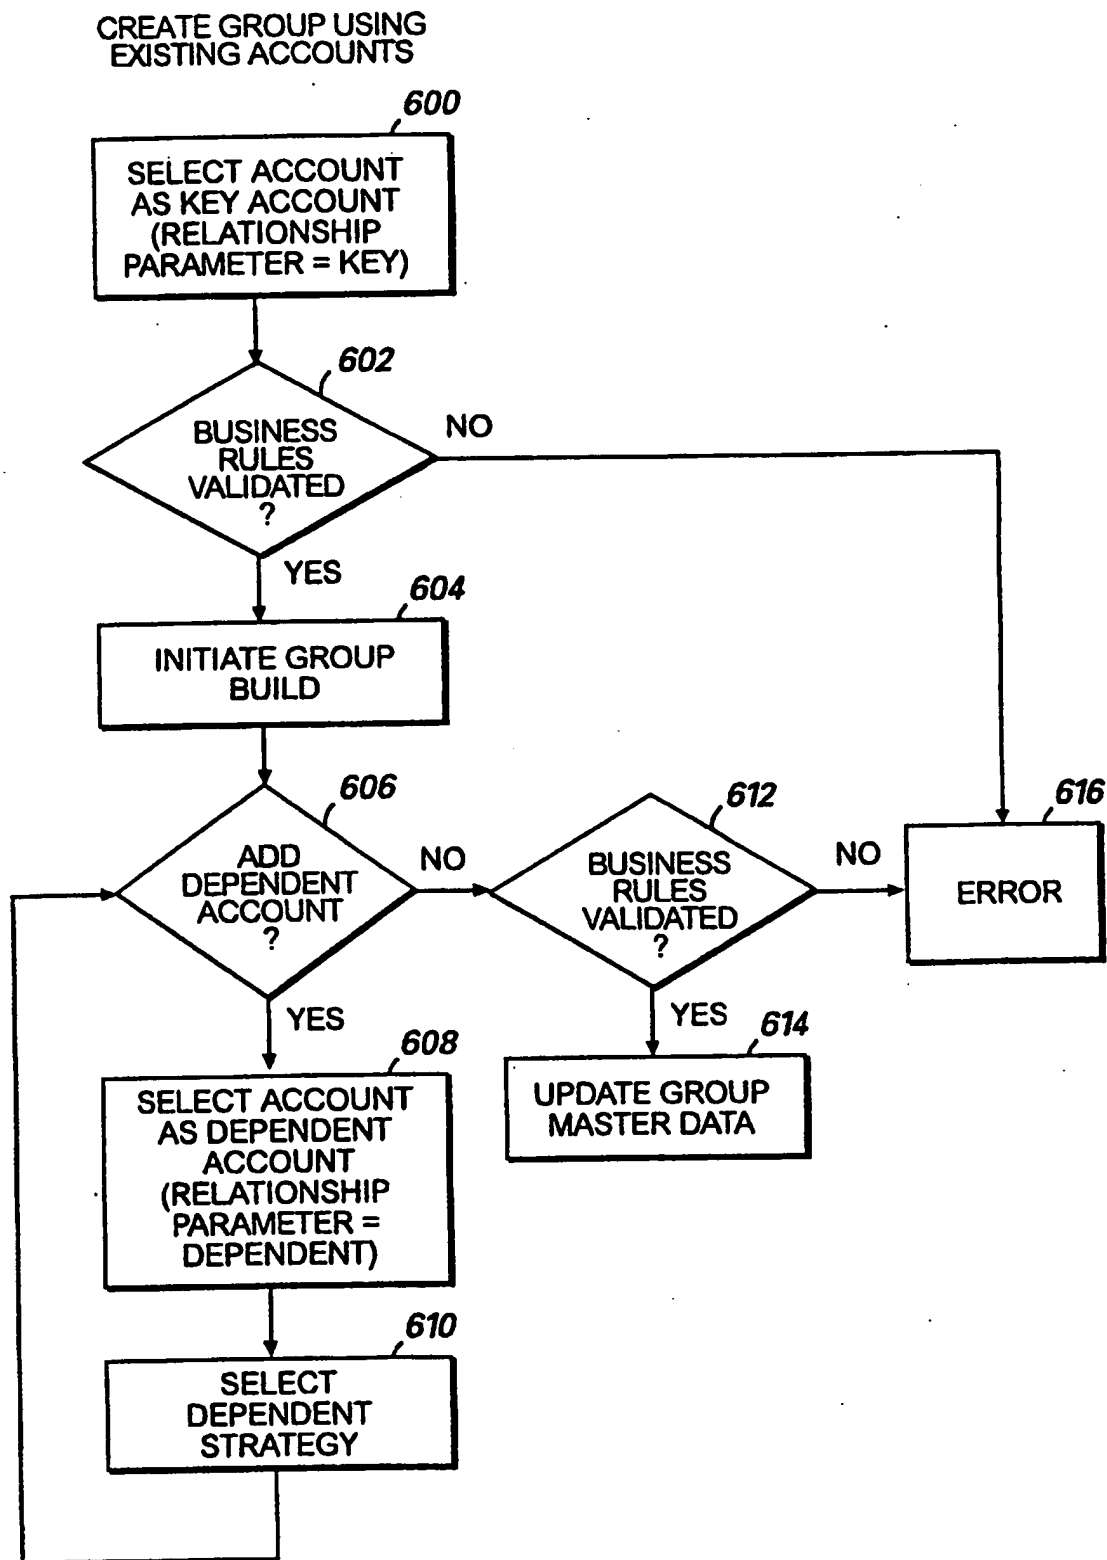 CREATE GROUP USING
EXISTING ACCOUNTS
600
SELECT ACCOUNT
AS KEY ACCOUNT
(RELATIONSHIP
PARAMETER = KEY)
602
BUSINESS
RULES
VALIDATED
?
NO
YES
604
INITIATE GROUP
BUILD
606
ADD
DEPENDENT
ACCOUNT
?
NO
YES
612
BUSINESS
RULES
VALIDATED
?
NO
YES
616
ERROR
614
UPDATE GROUP
MASTER DATA
608
SELECT ACCOUNT
AS DEPENDENT
ACCOUNT
(RELATIONSHIP
PARAMETER =
DEPENDENT)
610
SELECT
DEPENDENT
STRATEGY